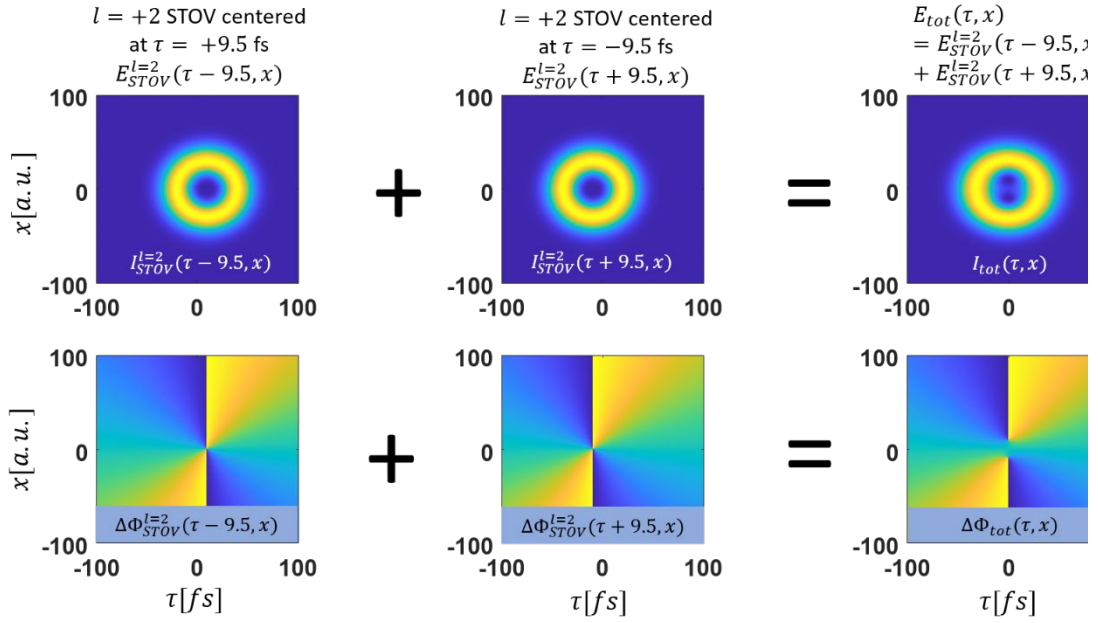 l = +2 STOV centered
at τ = +9.5 fs
E_{STOV}^{l=2}(τ − 9.5, x)
l = +2 STOV centered
at τ = −9.5 fs
E_{STOV}^{l=2}(τ + 9.5, x)
E_{tot}(τ, x)
= E_{STOV}^{l=2}(τ − 9.5, x
+ E_{STOV}^{l=2}(τ + 9.5, x
x[a.u.]
100
0
-100
I_{STOV}^{l=2}(τ − 9.5, x)
-100
0
100
+
100
0
-100
I_{STOV}^{l=2}(τ + 9.5, x)
-100
0
100
=
100
0
-100
I_{tot}(τ, x)
-100
0
x[a.u.]
100
0
-100
ΔΦ_{STOV}^{l=2}(τ − 9.5, x)
-100
0
100
τ[fs]
+
100
0
-100
ΔΦ_{STOV}^{l=2}(τ + 9.5, x)
-100
0
100
τ[fs]
=
100
0
-100
ΔΦ_{tot}(τ, x)
-100
0
τ[fs]